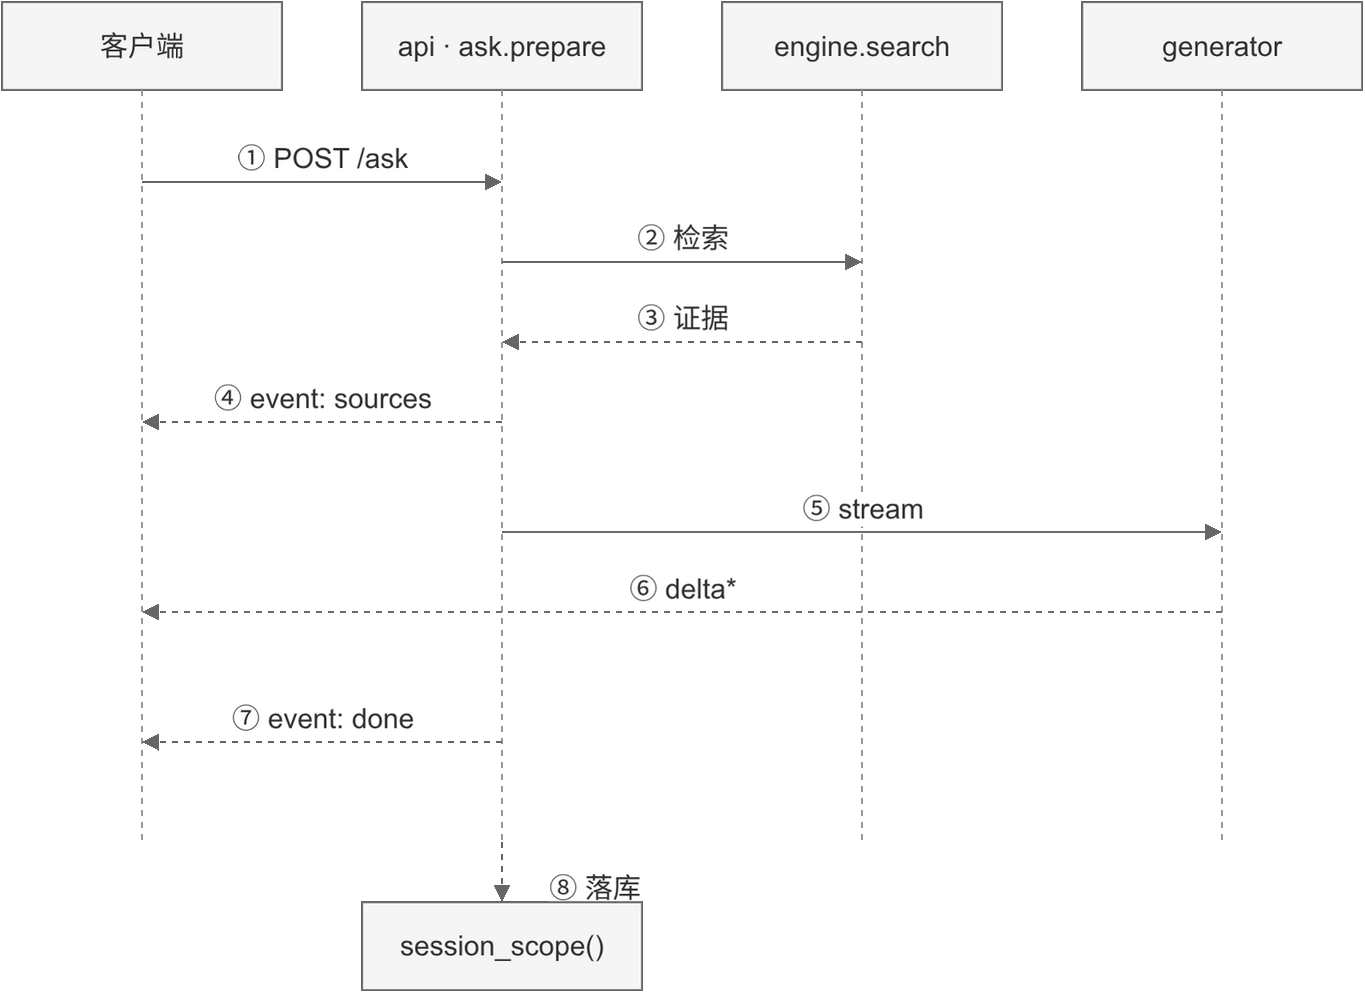 客户端
api · ask.prepare
engine.search
generator
① POST /ask
② 检索
③ 证据
④ event: sources
⑤ stream
⑥ delta*
⑦ event: done
⑧ 落库
session_scope()